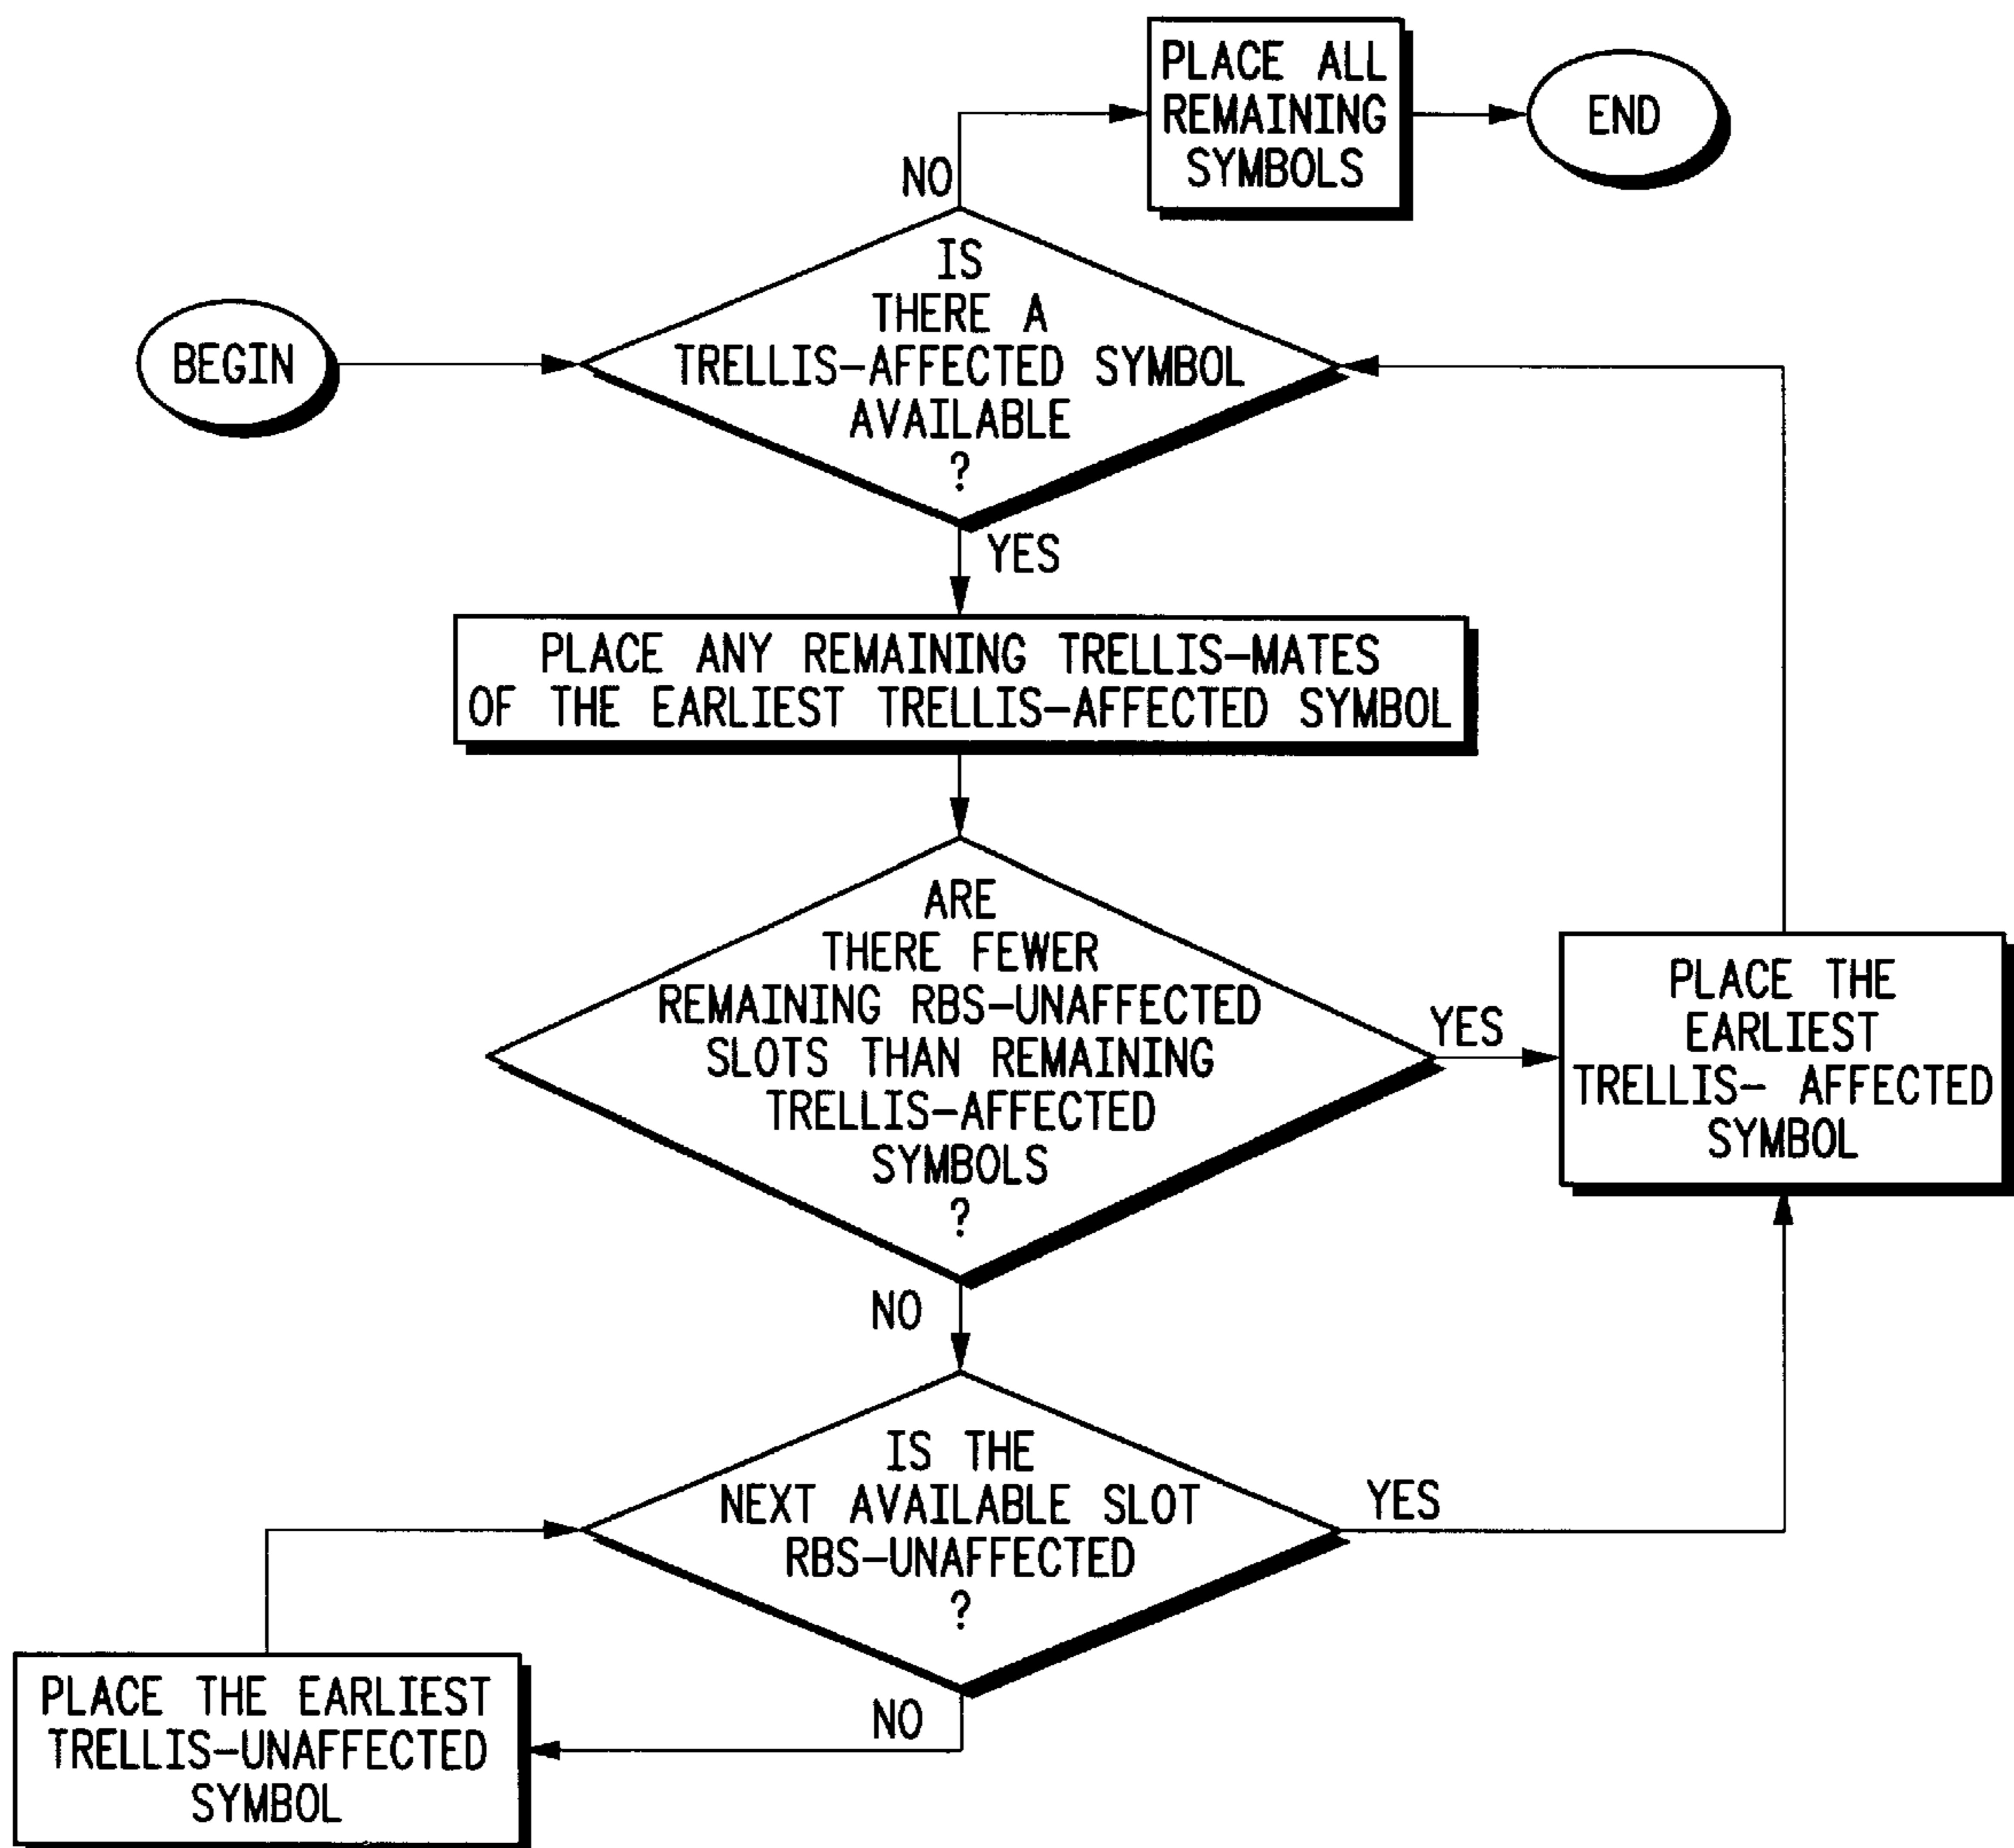 PLACE ALL
REMAINING
SYMBOLS
END
NO
BEGIN
IS
THERE A
TRELLIS-AFFECTED SYMBOL
AVAILABLE
?
YES
PLACE ANY REMAINING TRELLIS-MATES
OF THE EARLIEST TRELLIS-AFFECTED SYMBOL
ARE
THERE FEWER
REMAINING RBS-UNAFFECTED
SLOTS THAN REMAINING
TRELLIS-AFFECTED
SYMBOLS
?
YES
PLACE THE
EARLIEST
TRELLIS- AFFECTED
SYMBOL
NO
IS THE
NEXT AVAILABLE SLOT
RBS-UNAFFECTED
?
YES
NO
PLACE THE EARLIEST
TRELLIS-UNAFFECTED
SYMBOL